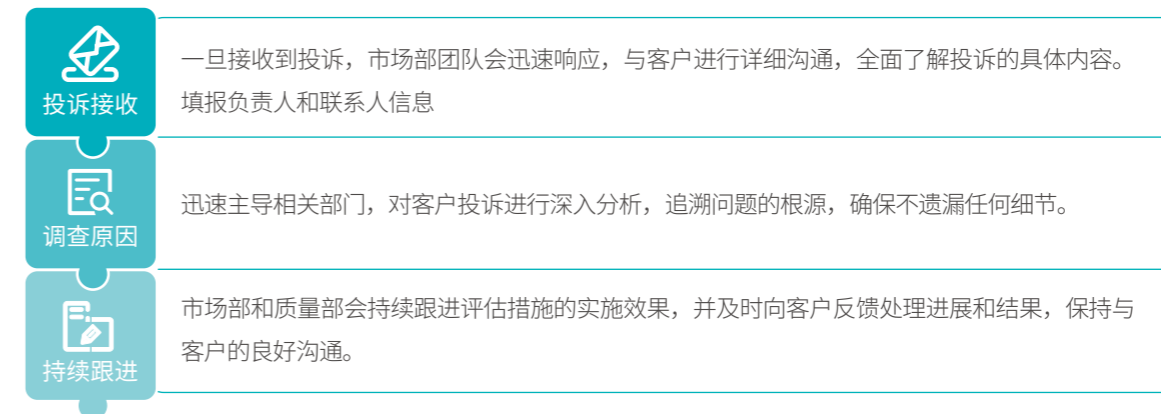 投诉接收
一旦接收到投诉，市场部团队会迅速响应，与客户进行详细沟通，全面了解投诉的具体内容。
填报负责人和联系人信息
调查原因
迅速主导相关部门，对客户投诉进行深入分析，追溯问题的根源，确保不遗漏任何细节。
持续跟进
市场部和质量部会持续跟进评估措施的实施效果，并及时向客户反馈处理进展和结果，保持与
客户的良好沟通。